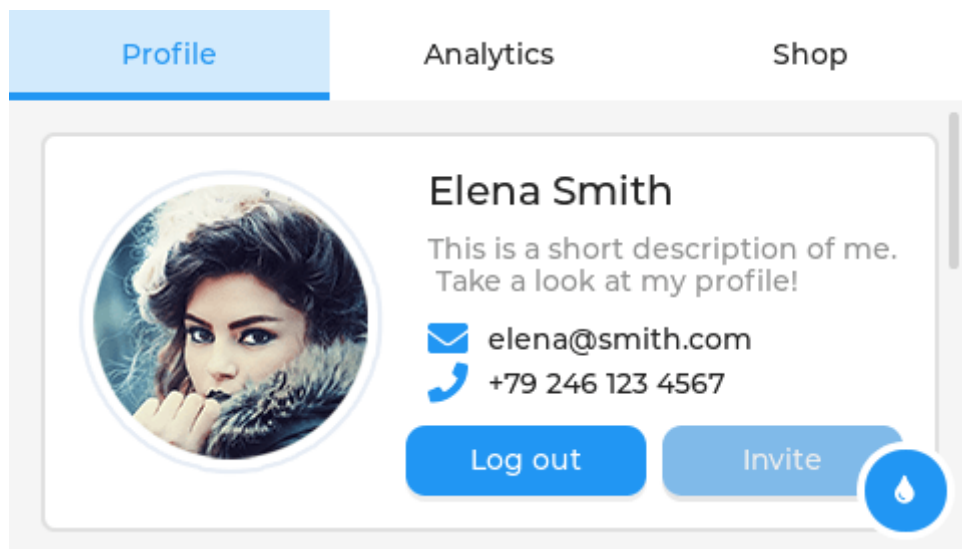 Profile
Analytics
Shop
Elena Smith
This is a short description of me.
Take a look at my profile!
elena@smith.com
+79 246 123 4567
Log out
Invite